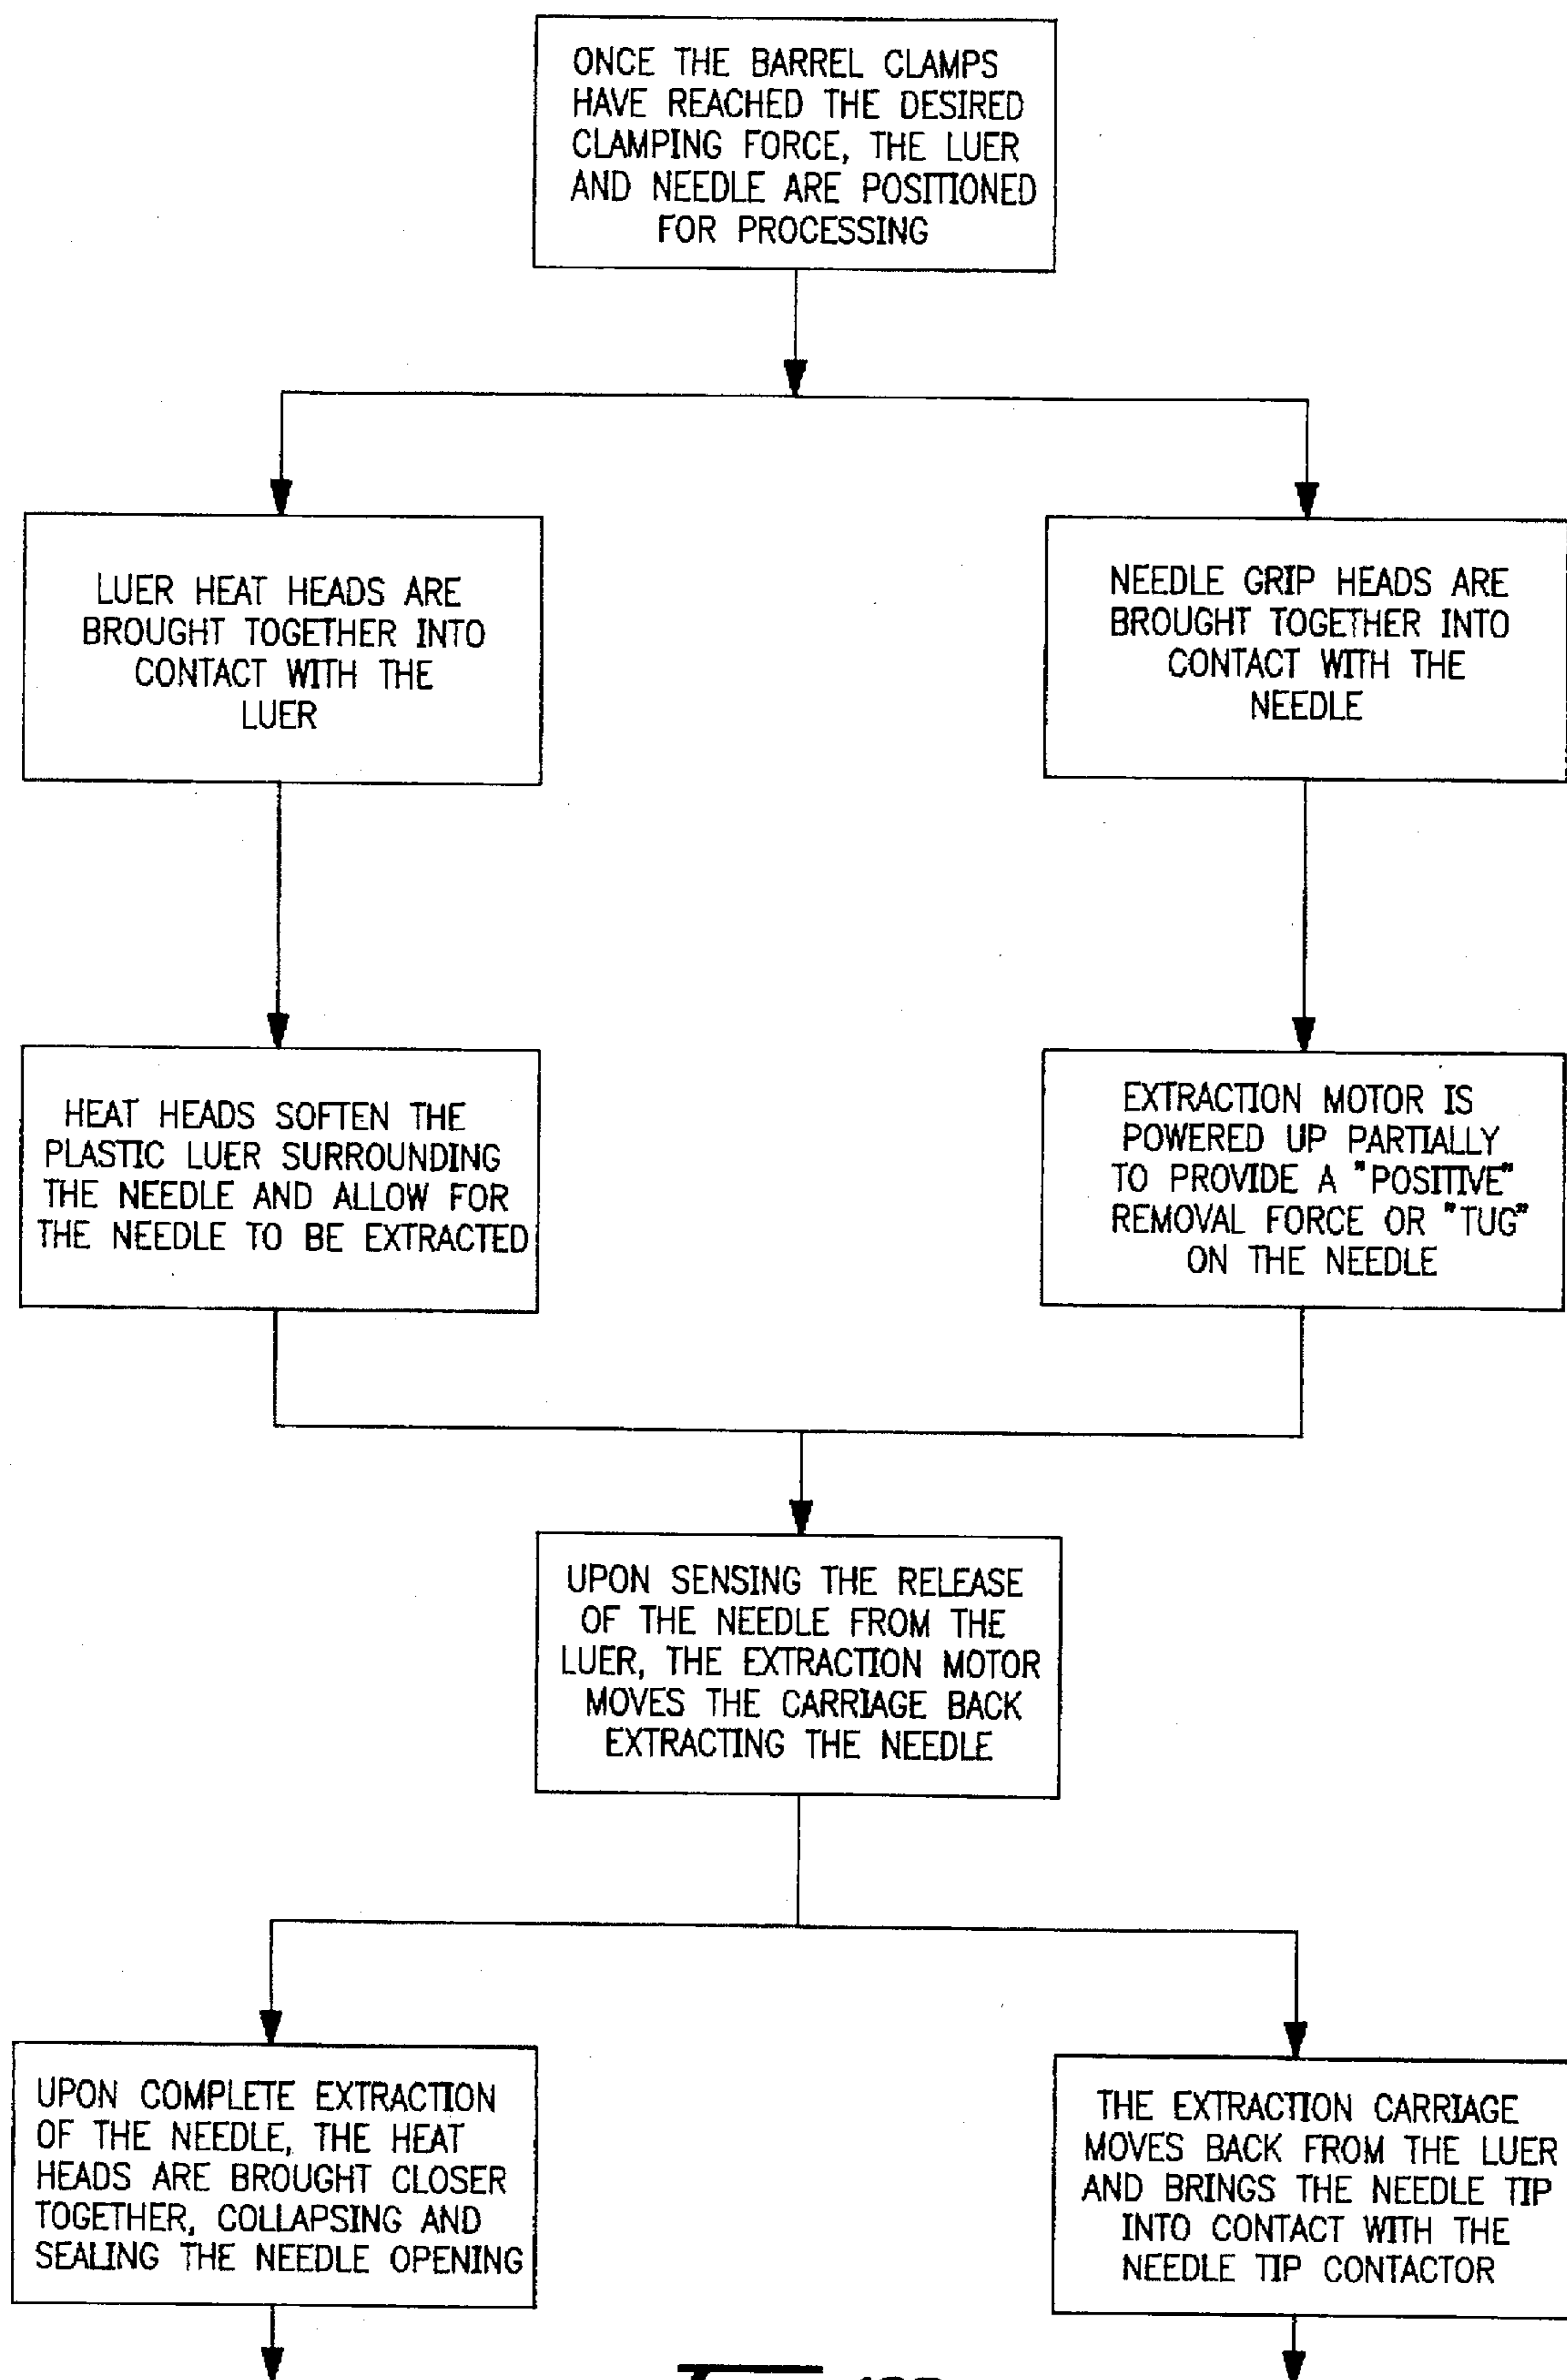 ONCE THE BARREL CLAMPS
HAVE REACHED THE DESIRED
CLAMPING FORCE, THE LUER
AND NEEDLE ARE POSITIONED
FOR PROCESSING
LUER HEAT HEADS ARE
BROUGHT TOGETHER INTO
CONTACT WITH THE
LUER
NEEDLE GRIP HEADS ARE
BROUGHT TOGETHER INTO
CONTACT WITH THE
NEEDLE
HEAT HEADS SOFTEN THE
PLASTIC LUER SURROUNDING
THE NEEDLE AND ALLOW FOR
THE NEEDLE TO BE EXTRACTED
EXTRACTION MOTOR IS
POWERED UP PARTIALLY
TO PROVIDE A "POSITIVE"
REMOVAL FORCE OR "TUG"
ON THE NEEDLE
UPON SENSING THE RELEASE
OF THE NEEDLE FROM THE
LUER, THE EXTRACTION MOTOR
MOVES THE CARRIAGE BACK
EXTRACTING THE NEEDLE
UPON COMPLETE EXTRACTION
OF THE NEEDLE, THE HEAT
HEADS ARE BROUGHT CLOSER
TOGETHER, COLLAPSING AND
SEALING THE NEEDLE OPENING
THE EXTRACTION CARRIAGE
MOVES BACK FROM THE LUER
AND BRINGS THE NEEDLE TIP
INTO CONTACT WITH THE
NEEDLE TIP CONTACTOR